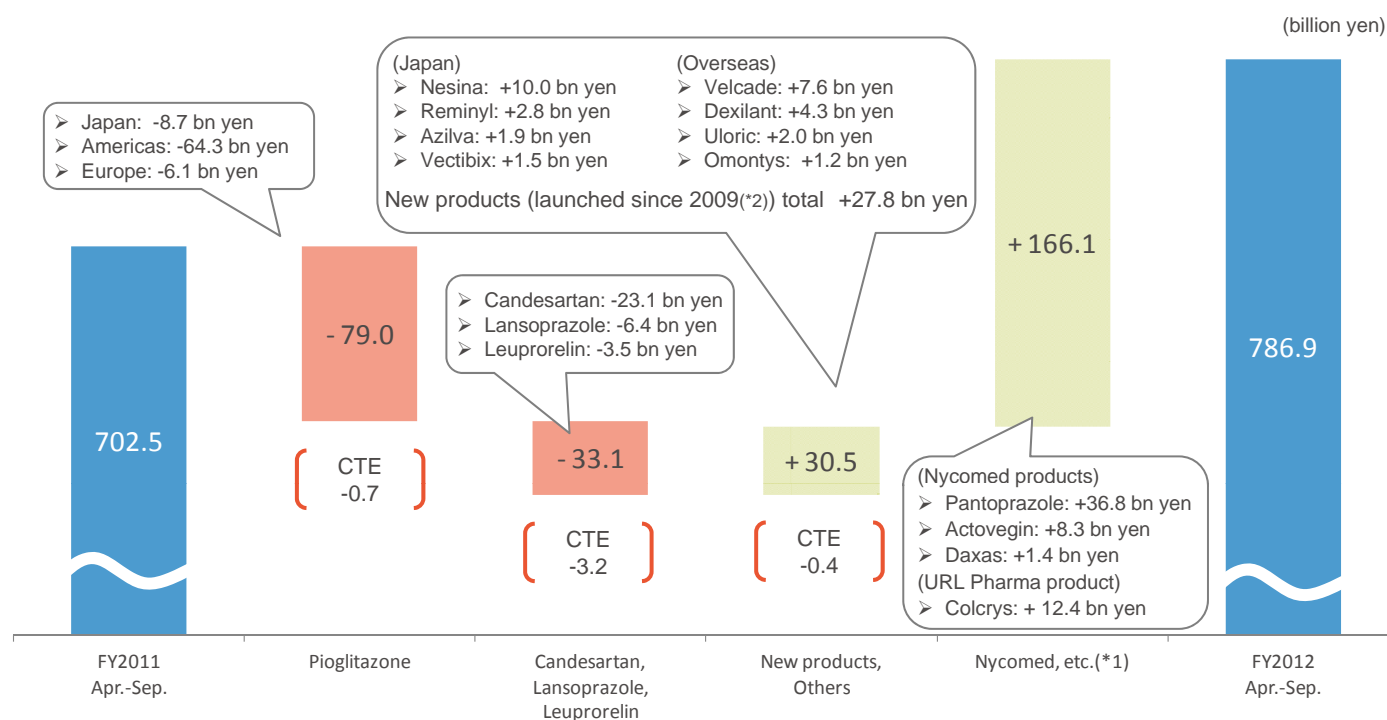 (billion yen)
(Japan)
➢ Nesina: +10.0 bn yen
➢ Reminyl: +2.8 bn yen
➢ Azilva: +1.9 bn yen
➢ Vectibix: +1.5 bn yen
(Overseas)
➢ Velcade: +7.6 bn yen
➢ Dexilant: +4.3 bn yen
➢ Uloric: +2.0 bn yen
➢ Omontys: +1.2 bn yen
New products (launched since 2009(*2)) total +27.8 bn yen
➢ Japan: -8.7 bn yen
➢ Americas: -64.3 bn yen
➢ Europe: -6.1 bn yen
➢ Candesartan: -23.1 bn yen
➢ Lansoprazole: -6.4 bn yen
➢ Leuprorelin: -3.5 bn yen
702.5
- 79.0
CTE
-0.7
- 33.1
CTE
-3.2
+ 30.5
CTE
-0.4
+ 166.1
(Nycomed products)
➢ Pantoprazole: +36.8 bn yen
➢ Actovegin: +8.3 bn yen
➢ Daxas: +1.4 bn yen
(URL Pharma product)
➢ Colcrys: + 12.4 bn yen
786.9
FY2011
Apr.-Sep.
Pioglitazone
Candesartan,
Lansoprazole,
Leuprorelin
New products,
Others
Nycomed, etc.(*1)
FY2012
Apr.-Sep.